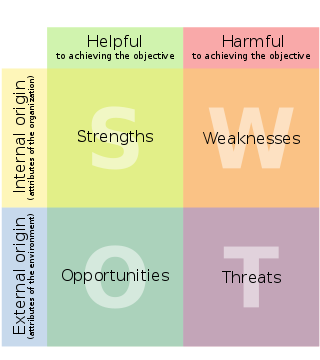 Helpful
to achieving the objective
Harmful
to achieving the objective
Internal origin
(attributes of the organization)
S
Strengths
W
Weaknesses
External origin
(attributes of the environment)
O
Opportunities
T
Threats